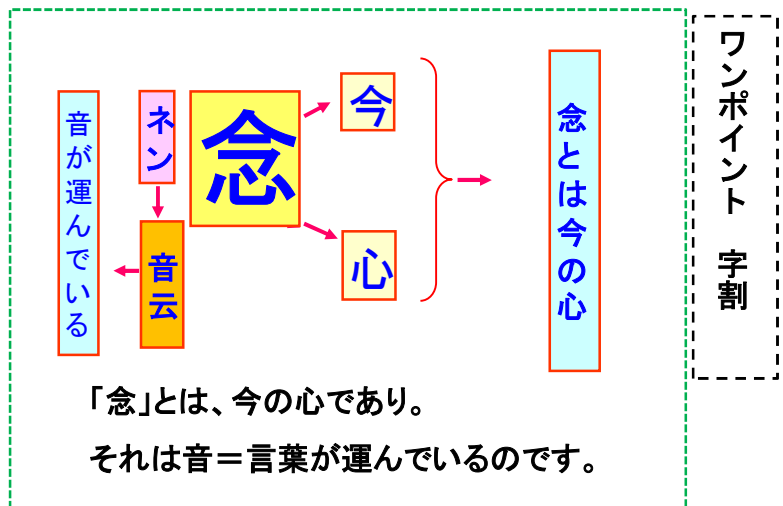 ワンポイント　字割
念とは今の心
今
心
念
ネン
音云
音が運んでいる
「念」とは、今の心であり。
それは音＝言葉が運んでいるのです。